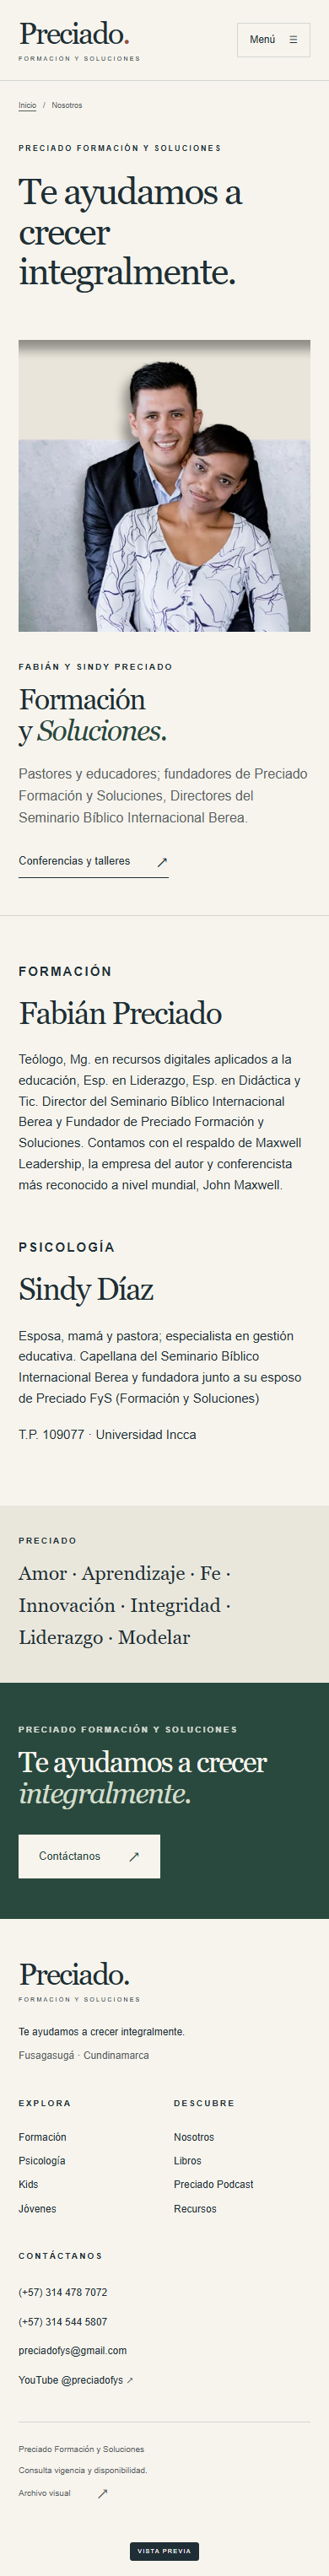 Preciado.
FORMACIÓN Y SOLUCIONES
Menú ☰
Inicio / Nosotros
PRECIADO FORMACIÓN Y SOLUCIONES
Te ayudamos a
crecer
integralmente.
FABIÁN Y SINDY PRECIADO
Formación
y Soluciones.
Pastores y educadores; fundadores de Preciado
Formación y Soluciones, Directores del
Seminario Bíblico Internacional Berea.
Conferencias y talleres ↗
FORMACIÓN
Fabián Preciado
Teólogo, Mg. en recursos digitales aplicados a la
educación, Esp. en Liderazgo, Esp. en Didáctica y
Tic. Director del Seminario Bíblico Internacional
Berea y Fundador de Preciado Formación y
Soluciones. Contamos con el respaldo de Maxwell
Leadership, la empresa del autor y conferencista
más reconocido a nivel mundial, John Maxwell.
PSICOLOGÍA
Sindy Díaz
Esposa, mamá y pastora; especialista en gestión
educativa. Capellana del Seminario Bíblico
Internacional Berea y fundadora junto a su esposo
de Preciado FyS (Formación y Soluciones)
T.P. 109077 · Universidad Incca
PRECIADO
Amor · Aprendizaje · Fe ·
Innovación · Integridad ·
Liderazgo · Modelar
PRECIADO FORMACIÓN Y SOLUCIONES
Te ayudamos a crecer
integralmente.
Contáctanos ↗
Preciado.
FORMACIÓN Y SOLUCIONES
Te ayudamos a crecer integralmente.
Fusagasugá · Cundinamarca
EXPLORA
Formación
Psicología
Kids
Jóvenes
DESCUBRE
Nosotros
Libros
Preciado Podcast
Recursos
CONTÁCTANOS
(+57) 314 478 7072
(+57) 314 544 5807
preciadofys@gmail.com
YouTube @preciadofys ↗
Preciado Formación y Soluciones
Consulta vigencia y disponibilidad.
Archivo visual ↗
VISTA PREVIA